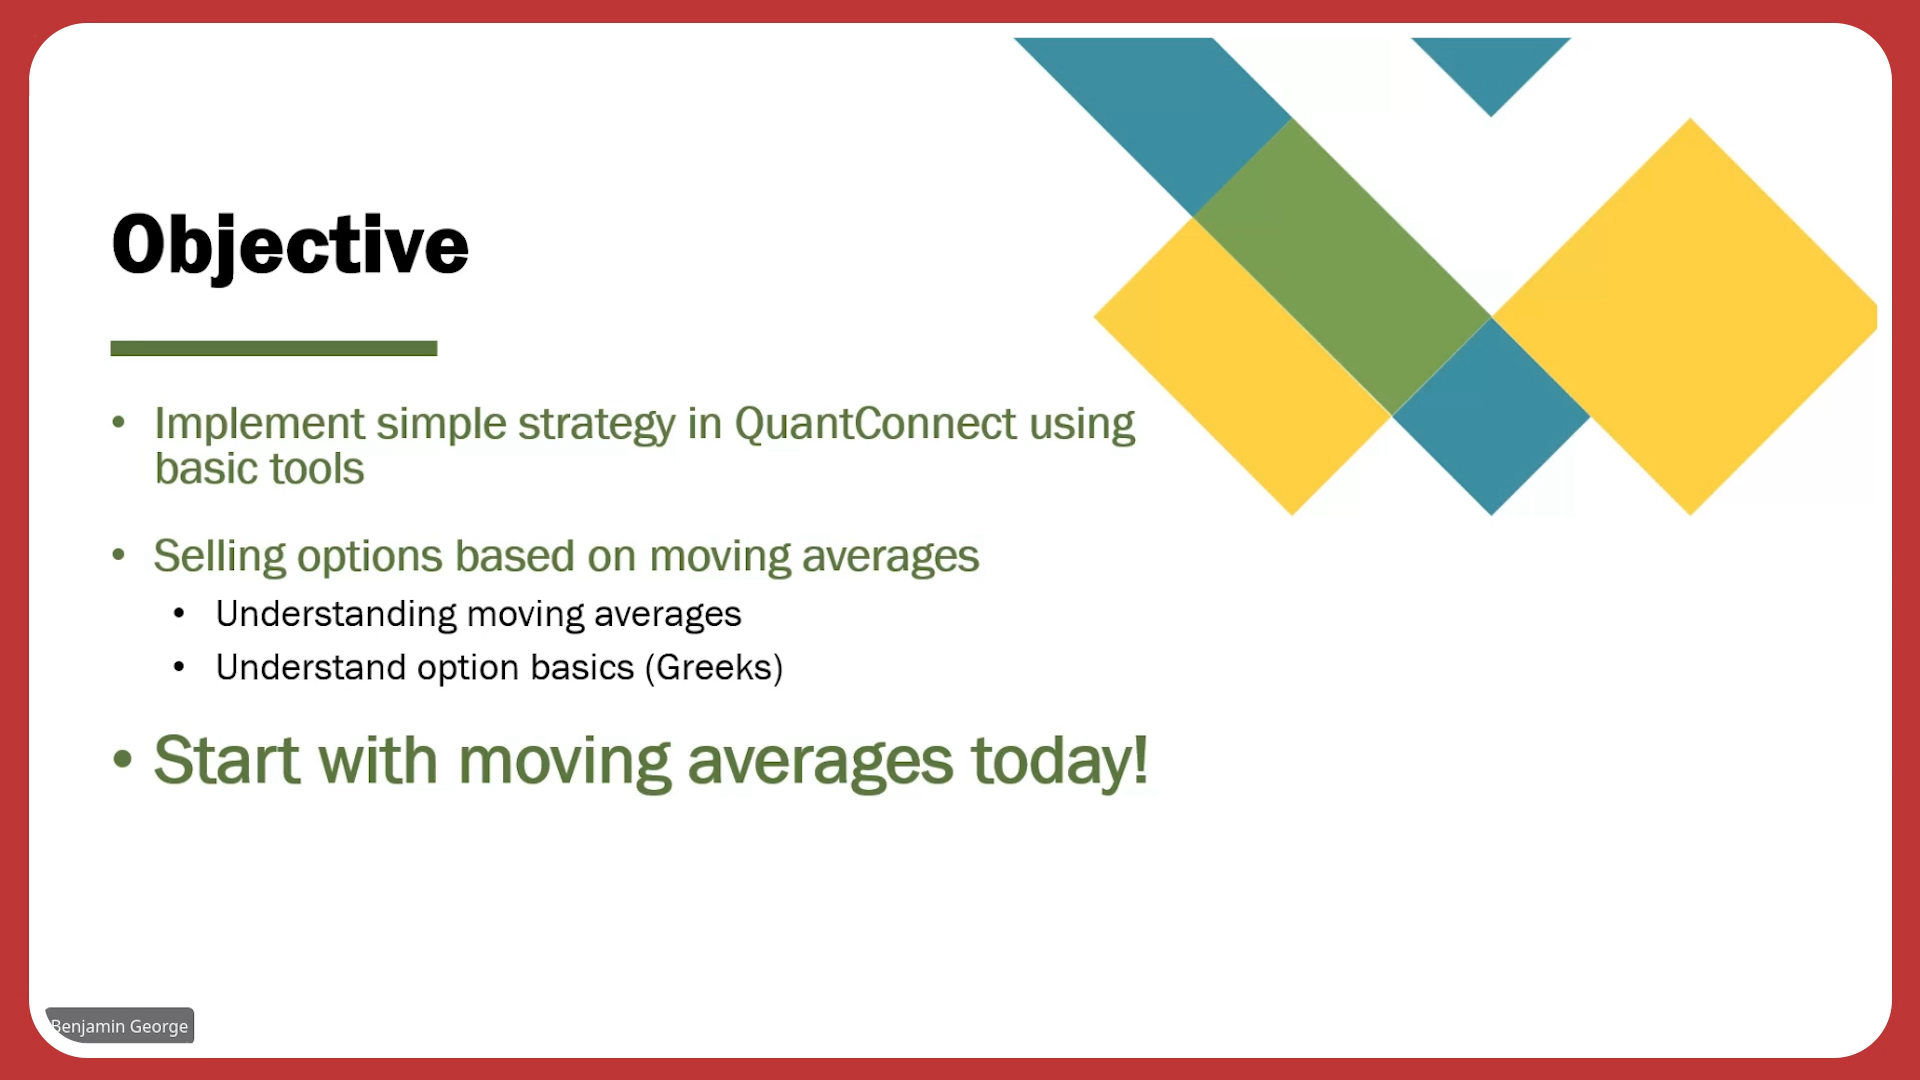 Objective
• Implement simple strategy in QuantConnect using
basic tools
• Selling options based on moving averages
• Understanding moving averages
• Understand option basics (Greeks)
• Start with moving averages today!
Benjamin George